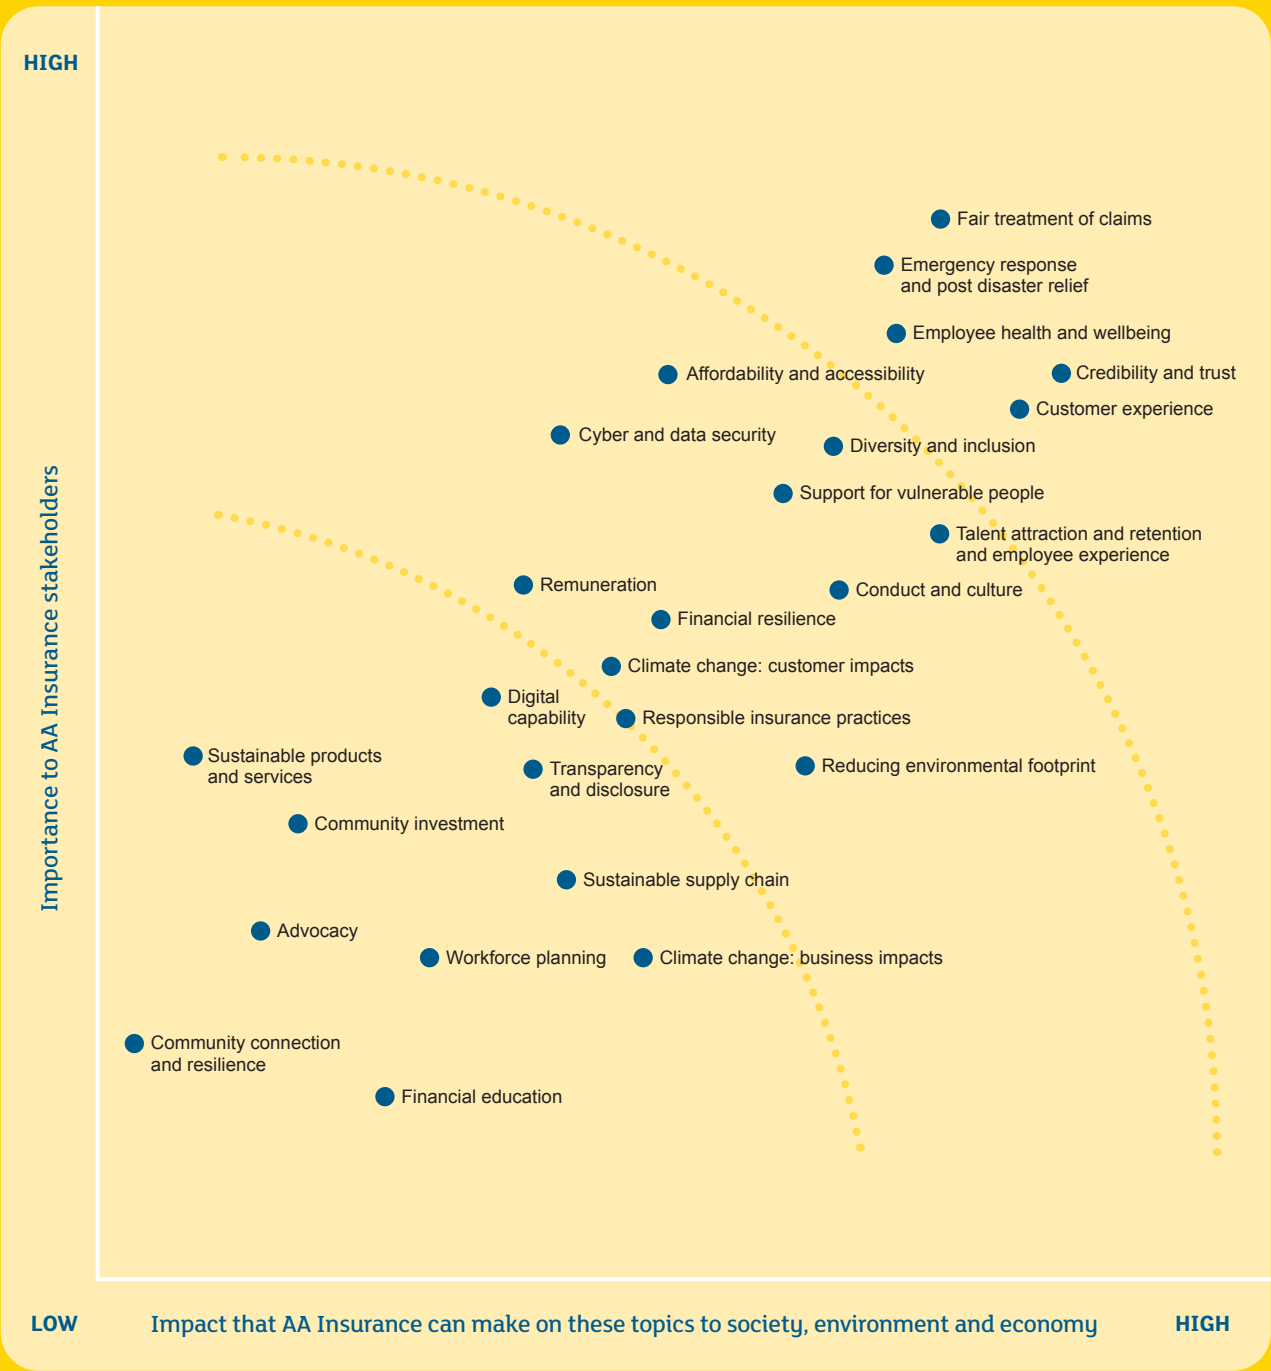 HIGH
Fair treatment of claims
Emergency response
and post disaster relief
Employee health and wellbeing
Affordability and accessibility
Credibility and trust
Customer experience
Cyber and data security
Diversity and inclusion
Support for vulnerable people
Talent attraction and retention
and employee experience
Remuneration
Conduct and culture
Financial resilience
Climate change: customer impacts
Digital
capability
Responsible insurance practices
Sustainable products
and services
Transparency
and disclosure
Reducing environmental footprint
Community investment
Sustainable supply chain
Advocacy
Workforce planning
Climate change: business impacts
Community connection
and resilience
Financial education
Importance to AA Insurance stakeholders
LOW
Impact that AA Insurance can make on these topics to society, environment and economy
HIGH